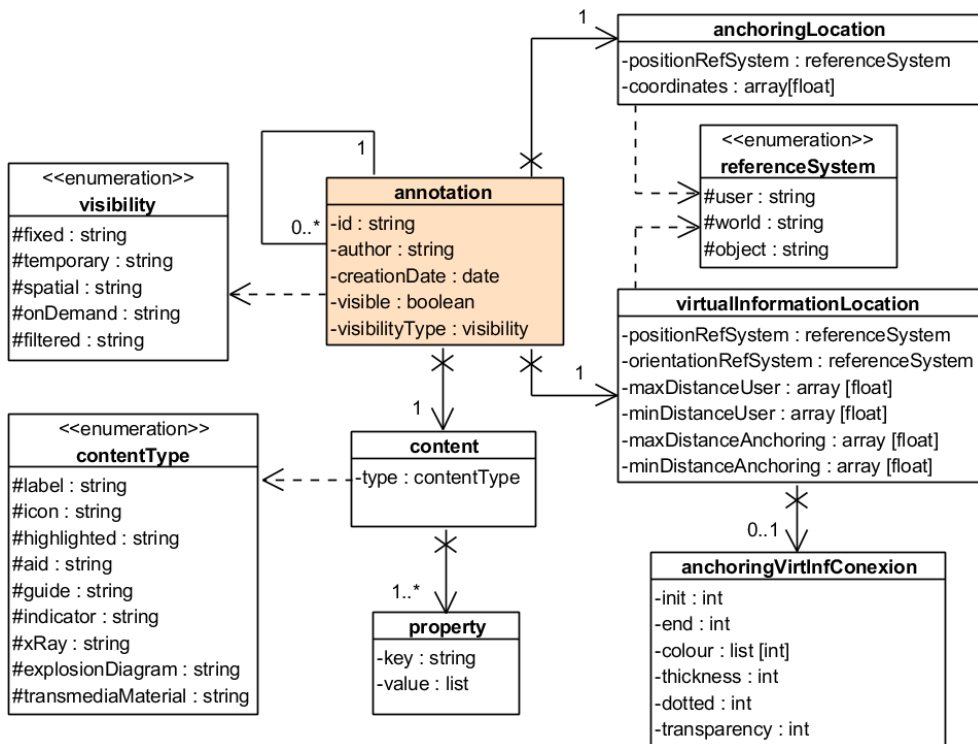 1
anchoringLocation
-positionRefSystem : referenceSystem
-coordinates : array[float]
<<enumeration>>
referenceSystem
#user : string
#world : string
#object : string
1
0..*
annotation
-id : string
-author : string
-creationDate : date
-visible : boolean
-visibilityType : visibility
<<enumeration>>
visibility
#fixed : string
#temporary : string
#spatial : string
#onDemand : string
#filtered : string
1
virtualInformationLocation
-positionRefSystem : referenceSystem
-orientationRefSystem : referenceSystem
-maxDistanceUser : array [float]
-minDistanceUser : array [float]
-maxDistanceAnchoring : array [float]
-minDistanceAnchoring : array [float]
1
content
-type : contentType
<<enumeration>>
contentType
#label : string
#icon : string
#highlighted : string
#aid : string
#guide : string
#indicator : string
#xRay : string
#explosionDiagram : string
#transmediaMaterial : string
1..*
property
-key : string
-value : list
0..1
anchoringVirtInfConexion
-init : int
-end : int
-colour : list [int]
-thickness : int
-dotted : int
-transparency : int